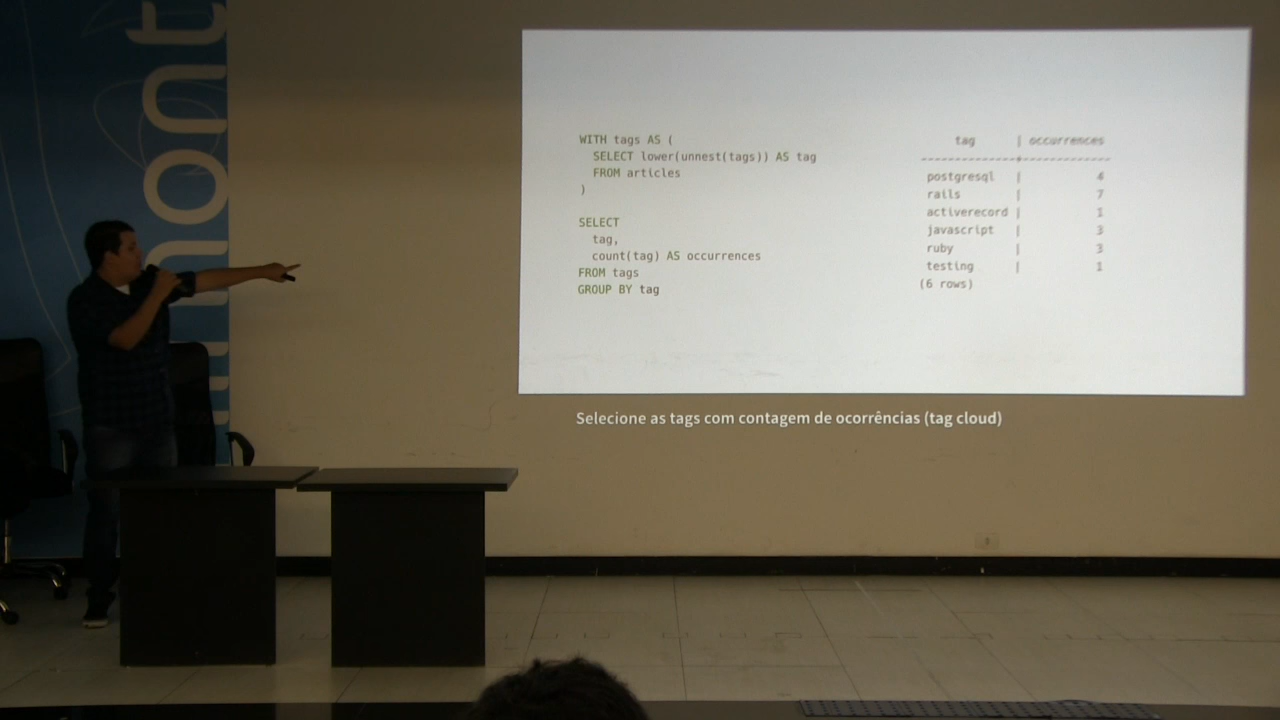 mont
WITH tags AS (
  SELECT lower(unnest(tags)) AS tag
  FROM articles
)
SELECT
  tag,
  count(tag) AS occurrences
FROM tags
GROUP BY tag
tag | occurrences
---------------+--------------
postgresql | 4
rails | 7
activerecord | 1
javascript | 3
ruby | 3
testing | 1
(6 rows)
Selecione as tags com contagem de ocorrências (tag cloud)